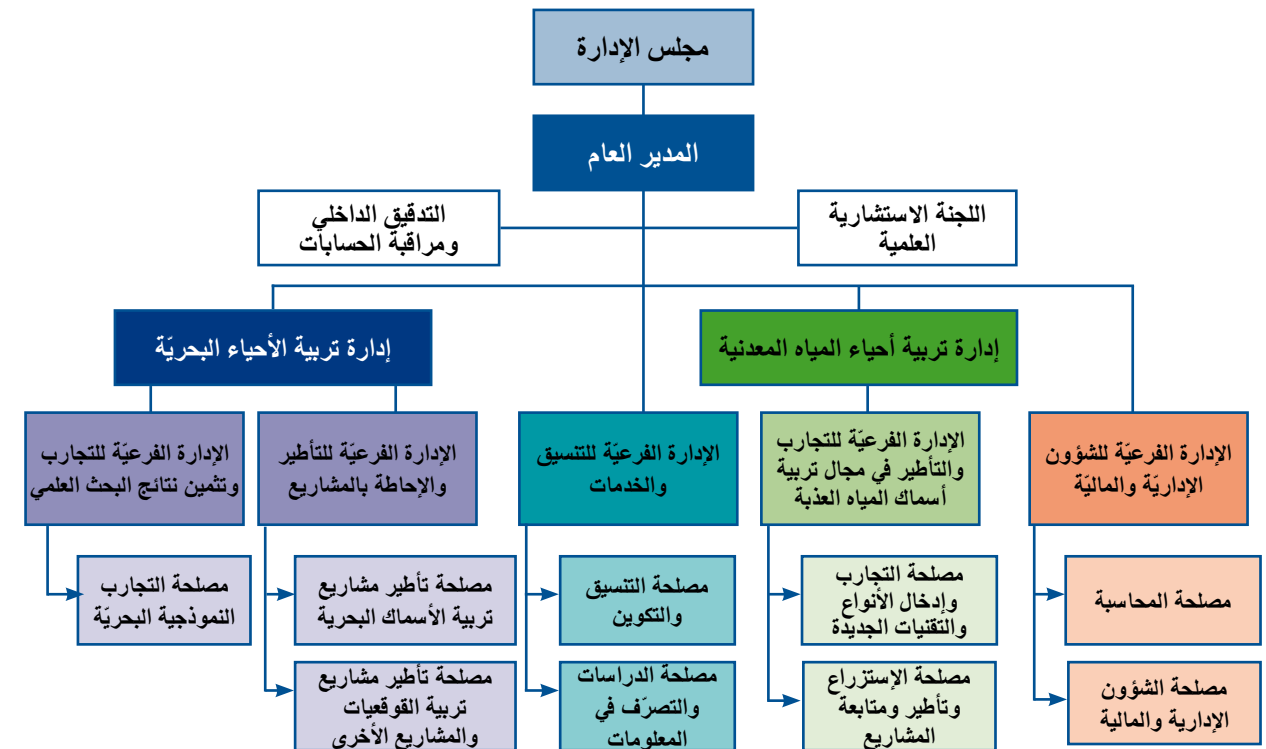 مجلس الإدارة
المدير العام
اللجنة الاستشارية
العلمية
التدقيق الداخلي
ومراقبة الحسابات
إدارة تربية أحياء المياه المعدنية
إدارة تربية الأحياء البحريّة
الإدارة الفرعيّة للشؤون
الإداريّة والماليّة
الإدارة الفرعيّة للتجارب
والتأطير في مجال تربية
أسماك المياه العذبة
الإدارة الفرعيّة للتنسيق
والخدمات
الإدارة الفرعيّة للتأطير
والإحاطة بالمشاريع
الإدارة الفرعيّة للتجارب
وتثمين نتائج البحث العلمي
مصلحة المحاسبة
مصلحة التجارب
وإدخال الأنواع
والتقنيات الجديدة
مصلحة التنسيق
والتكوين
مصلحة تأطير مشاريع
تربية الأسماك البحرية
مصلحة التجارب
النموذجية البحريّة
مصلحة الشؤون
الإدارية والمالية
مصلحة الإستزراع
وتأطير ومتابعة
المشاريع
مصلحة الدراسات
والتصرّف في
المعلومات
مصلحة تأطير مشاريع
تربية القوقعيات
والمشاريع الأخرى